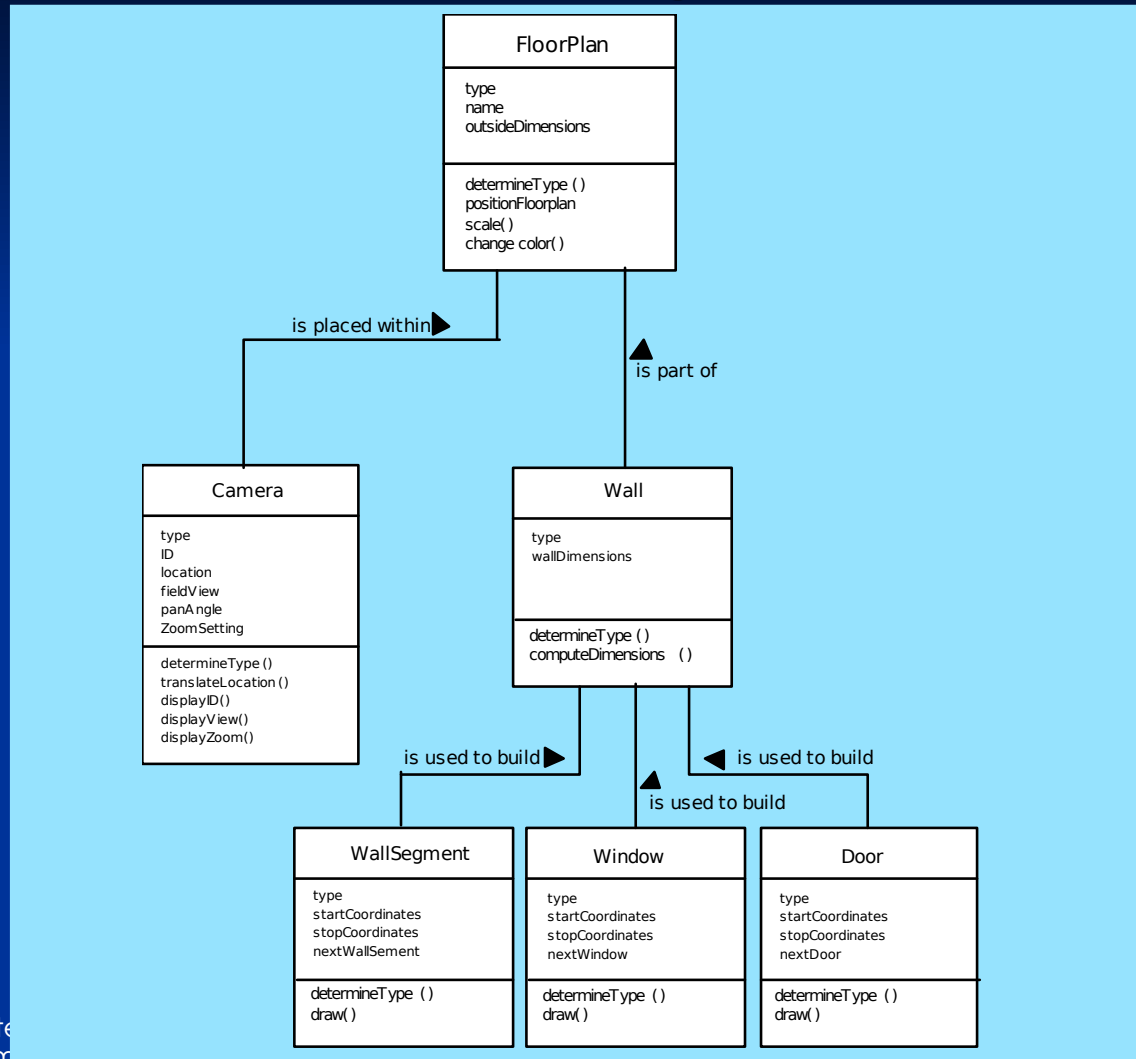 FloorPlan
type
name
outsideDimensions
determineType ( )
positionFloorplan
scale( )
change color( )
is placed within
is part of
Camera
type
ID
location
fieldView
panAngle
ZoomSetting
determineType ()
translateLocation ()
displayID()
displayView()
displayZoom()
Wall
type
wallDimensions
determineType ( )
computeDimensions ( )
is used to build
is used to build
is used to build
WallSegment
type
startCoordinates
stopCoordinates
nextWallSement
determineType ( )
draw( )
Window
type
startCoordinates
stopCoordinates
nextWindow
determineType ( )
draw( )
Door
type
startCoordinates
stopCoordinates
nextDoor
determineType ( )
draw( )